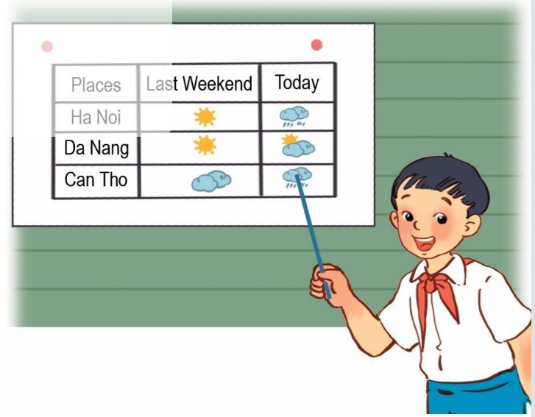 Places Last Weekend Today
Ha Noi
Da Nang
Can Tho